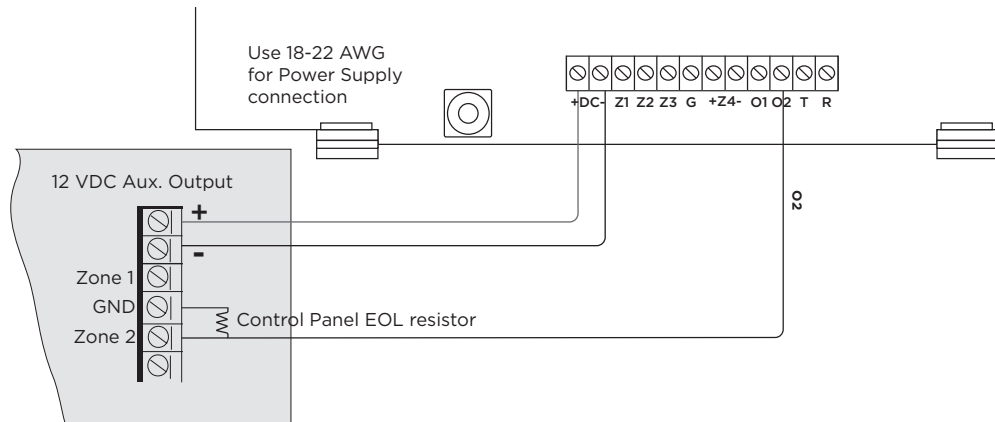 Use 18-22 AWG
for Power Supply
connection
+DC- Z1 Z2 Z3 G +Z4- O1 O2 T R
12 VDC Aux. Output
+
-
O2
Zone 1
GND
Control Panel EOL resistor
Zone 2